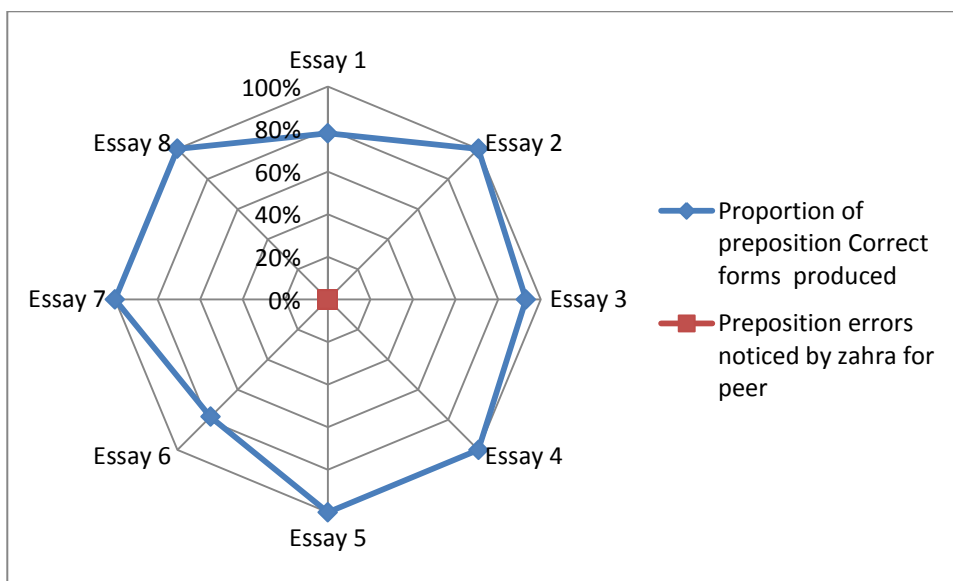 Essay 1
100%
Essay 8
80%
Essay 2
60%
40%
20%
Essay 7
0%
Essay 3
Essay 6
Essay 4
Essay 5
Proportion of
preposition Correct
forms produced
Preposition errors
noticed by zahra for
peer